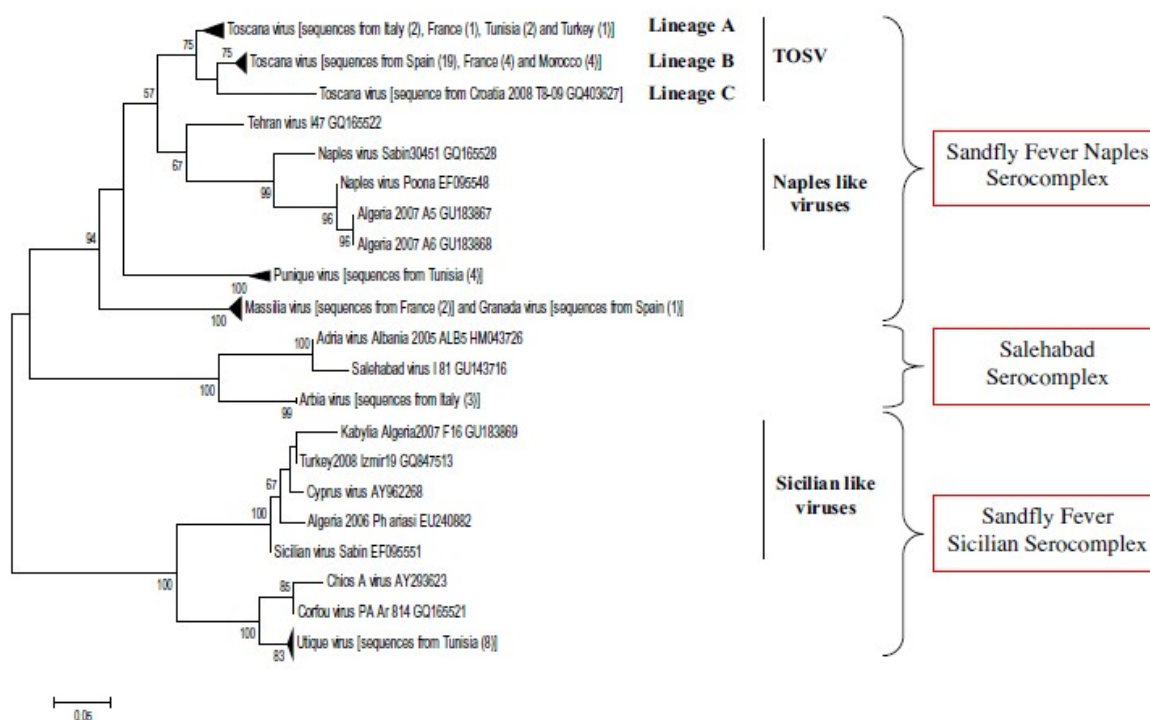 Toscana virus [sequences from Italy (2), France (1), Tunisia (2) and Turkey (1)]
Lineage A
75
75
Toscana virus [sequences from Spain (19), France (4) and Morocco (4)]
Lineage B
TOSV
Toscana virus [sequence from Croatia 2008 T8-09 GQ403627]
Lineage C
57
Tehran virus I47 GQ165522
67
Naples virus Sabin30451 GQ165528
99
Naples virus Poona EF095548
96
Algeria 2007 A5 GU183867
96
Algeria 2007 A6 GU183868
Naples like
viruses
Sandfly Fever Naples
Serocomplex
94
Punique virus [sequences from Tunisia (4)]
100
Massilia virus [sequences from France (2)] and Granada virus [sequences from Spain (1)]
100
Adria virus Albania 2005 ALB5 HM043726
100
Salehabad virus I 81 GU143716
100
Arbia virus [sequences from Italy (3)]
99
Salehabad
Serocomplex
Kabylia Algeria2007 F16 GU183869
Turkey2008 Izmir19 GQ847513
67
Cyprus virus AY962268
100
Algeria 2006 Ph ariasi EU240882
Sicilian virus Sabin EF095551
Sicilian like
viruses
100
Chios A virus AY293623
85
Corfou virus PA Ar 814 GQ165521
100
Utique virus [sequences from Tunisia (8)]
83
Sandfly Fever
Sicilian Serocomplex
0.05